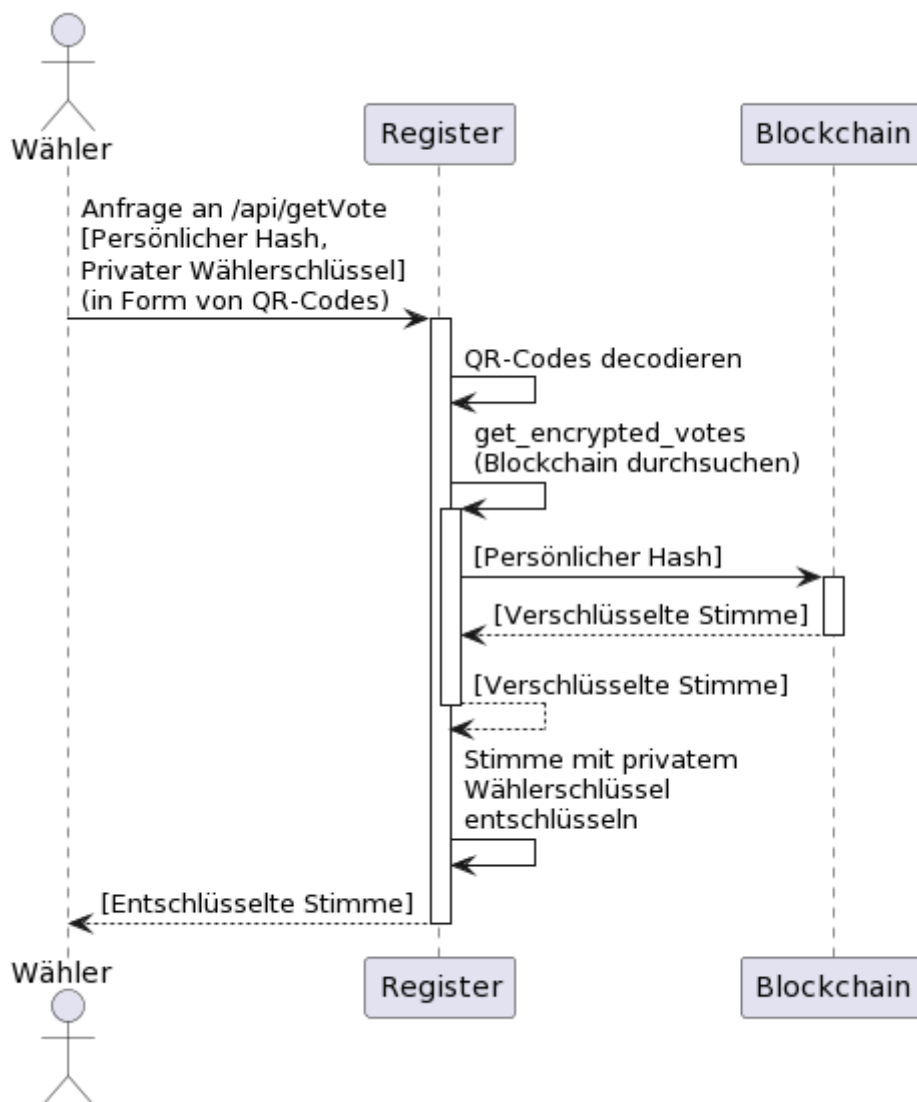 Wähler
Register
Blockchain
Anfrage an /api/getVote
[Persönlicher Hash,
Privater Wählerschlüssel]
(in Form von QR-Codes)
QR-Codes decodieren
get_encrypted_votes
(Blockchain durchsuchen)
[Persönlicher Hash]
[Verschlüsselte Stimme]
[Verschlüsselte Stimme]
Stimme mit privatem
Wählerschlüssel
entschlüsseln
[Entschlüsselte Stimme]
Wähler
Register
Blockchain